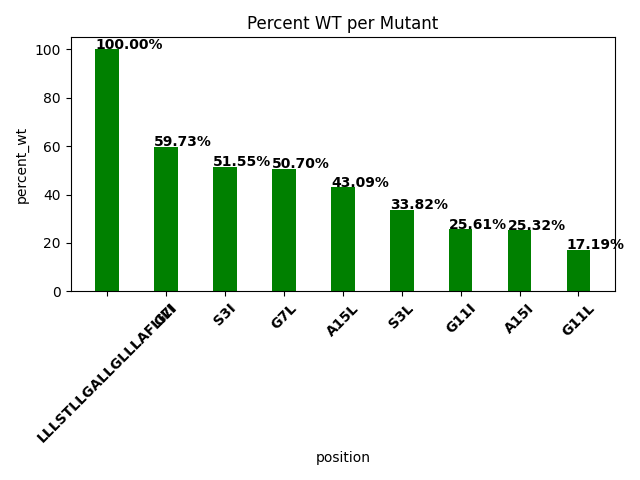 Percent WT per Mutant
percent_wt
100
80
60
40
20
0
100.00%
59.73%
51.55%
50.70%
43.09%
33.82%
25.61%
25.32%
17.19%
G7I
S3I
G7L
A15L
S3L
G11I
A15I
G11L
position